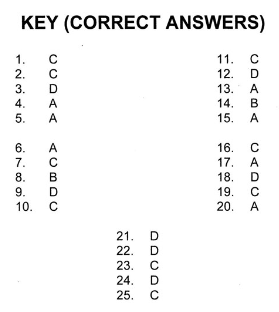 KEY (CORRECT ANSWERS)
1. C
2. C
3. D
4. A
5. A
6. A
7. C
8. B
9. D
10. C
11. C
12. D
13. A
14. B
15. A
16. C
17. A
18. D
19. C
20. A
21. D
22. D
23. C
24. D
25. C